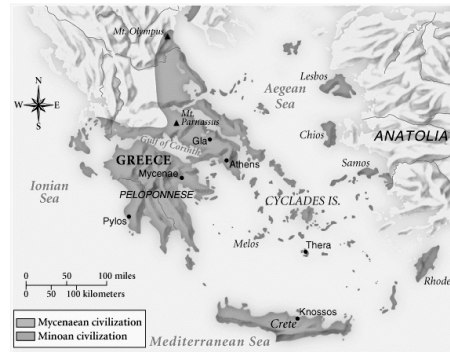 Mt. Olympus
Lesbos
Aegean
Sea
N
W E
S
Mt.
Parnassus
Chios
ANATOLIA
Gla
Gulf of Corinth
GREECE
Athens
Samos
Mycenae
Ionian
Sea
PELOPONNESE
CYCLADES IS.
Pylos
Melos
Thera
Rhode
0 50 100 miles
0 50 100 kilometers
Knossos
Crete
Mycenaean civilization
Minoan civilization
Mediterranean Sea